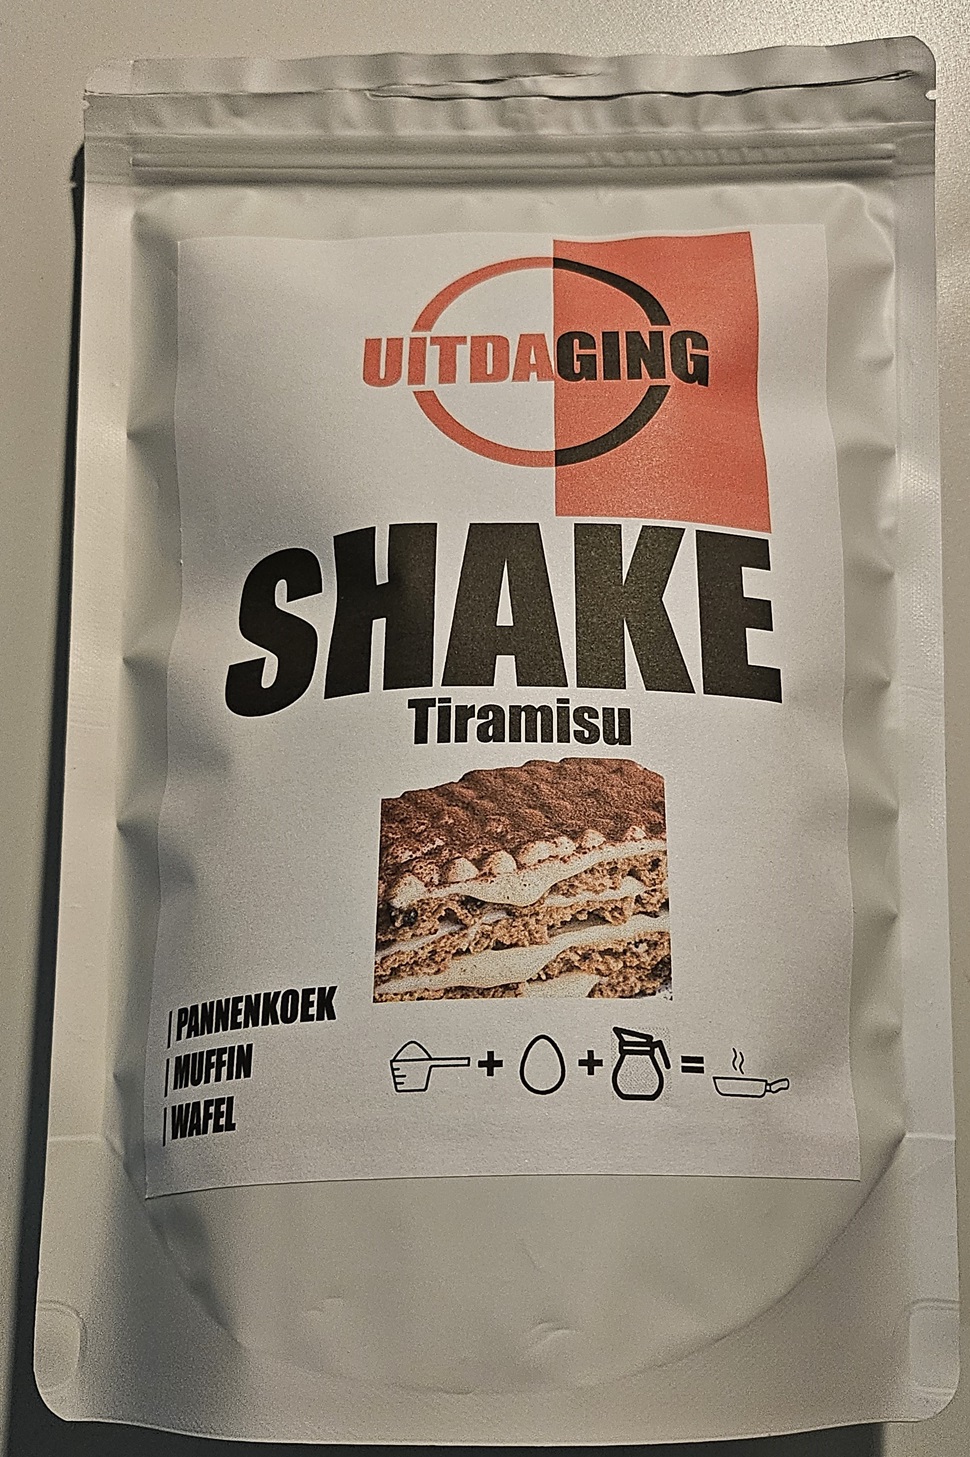 UITDAGING
SHAKE
Tiramisu
| PANNENKOEK
| MUFFIN
| WAFEL
+ + =